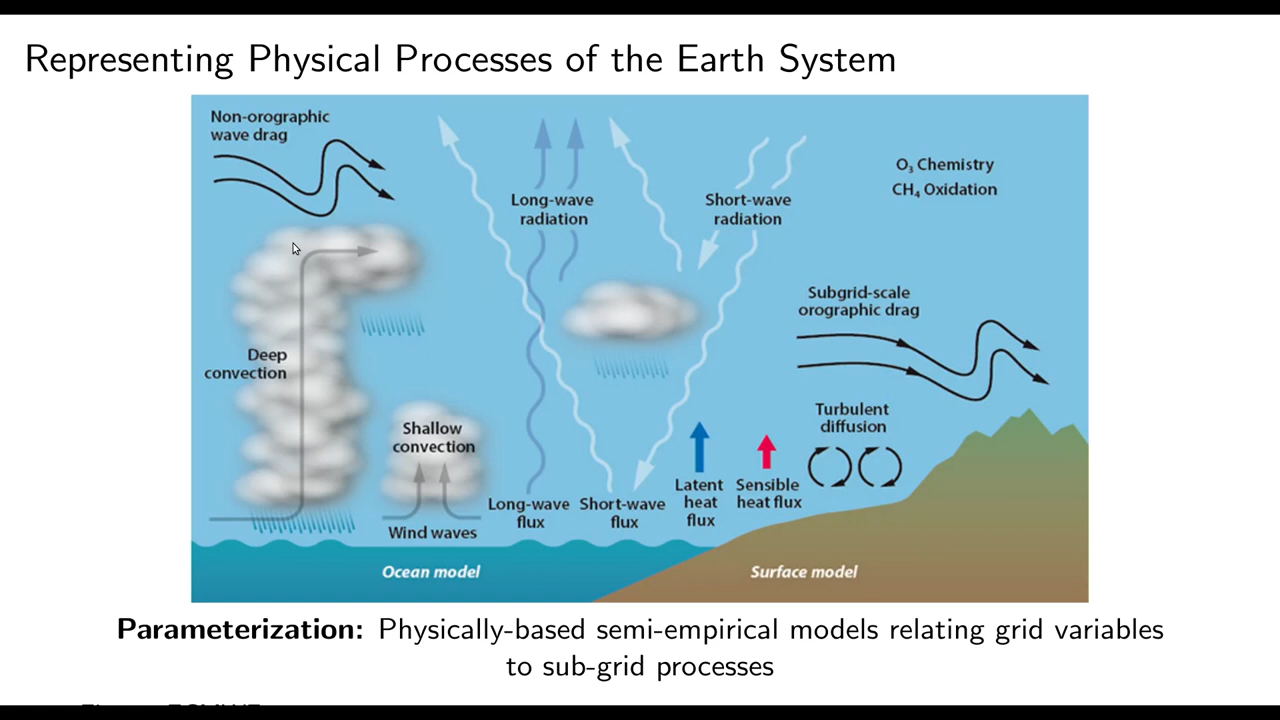 Representing Physical Processes of the Earth System
Non-orographic
wave drag
Long-wave
radiation
Short-wave
radiation
O₃ Chemistry
CH₄ Oxidation
Subgrid-scale
orographic drag
Deep
convection
Shallow
convection
Turbulent
diffusion
Long-wave
flux
Short-wave
flux
Latent
heat
flux
Sensible
heat flux
Wind waves
Ocean model
Surface model
Parameterization: Physically-based semi-empirical models relating grid variables
to sub-grid processes